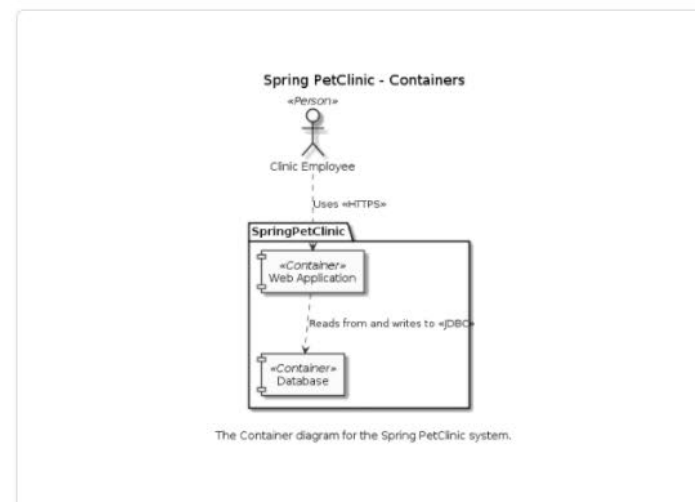 Spring PetClinic - Containers
«Person»
Clinic Employee
Uses «HTTPS»
SpringPetClinic
«Container»
Web Application
Reads from and writes to «JDBC»
«Container»
Database
The Container diagram for the Spring PetClinic system.